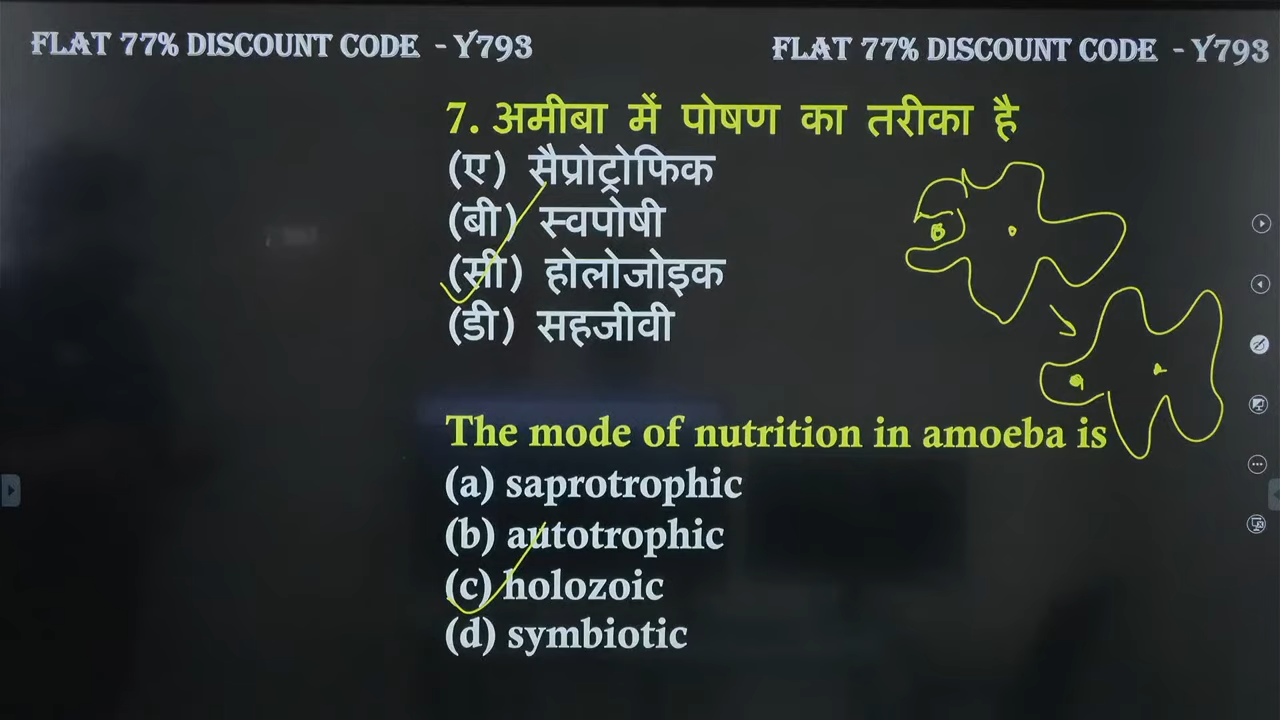 FLAT 77% DISCOUNT CODE - Y793
FLAT 77% DISCOUNT CODE - Y793
7. अमीबा में पोषण का तरीका है
(ए) सैप्रोट्रोफिक
(बी) स्वपोषी
(सी) होलोजोइक
(डी) सहजीवी
The mode of nutrition in amoeba is
(a) saprotrophic
(b) autotrophic
(c) holozoic
(d) symbiotic